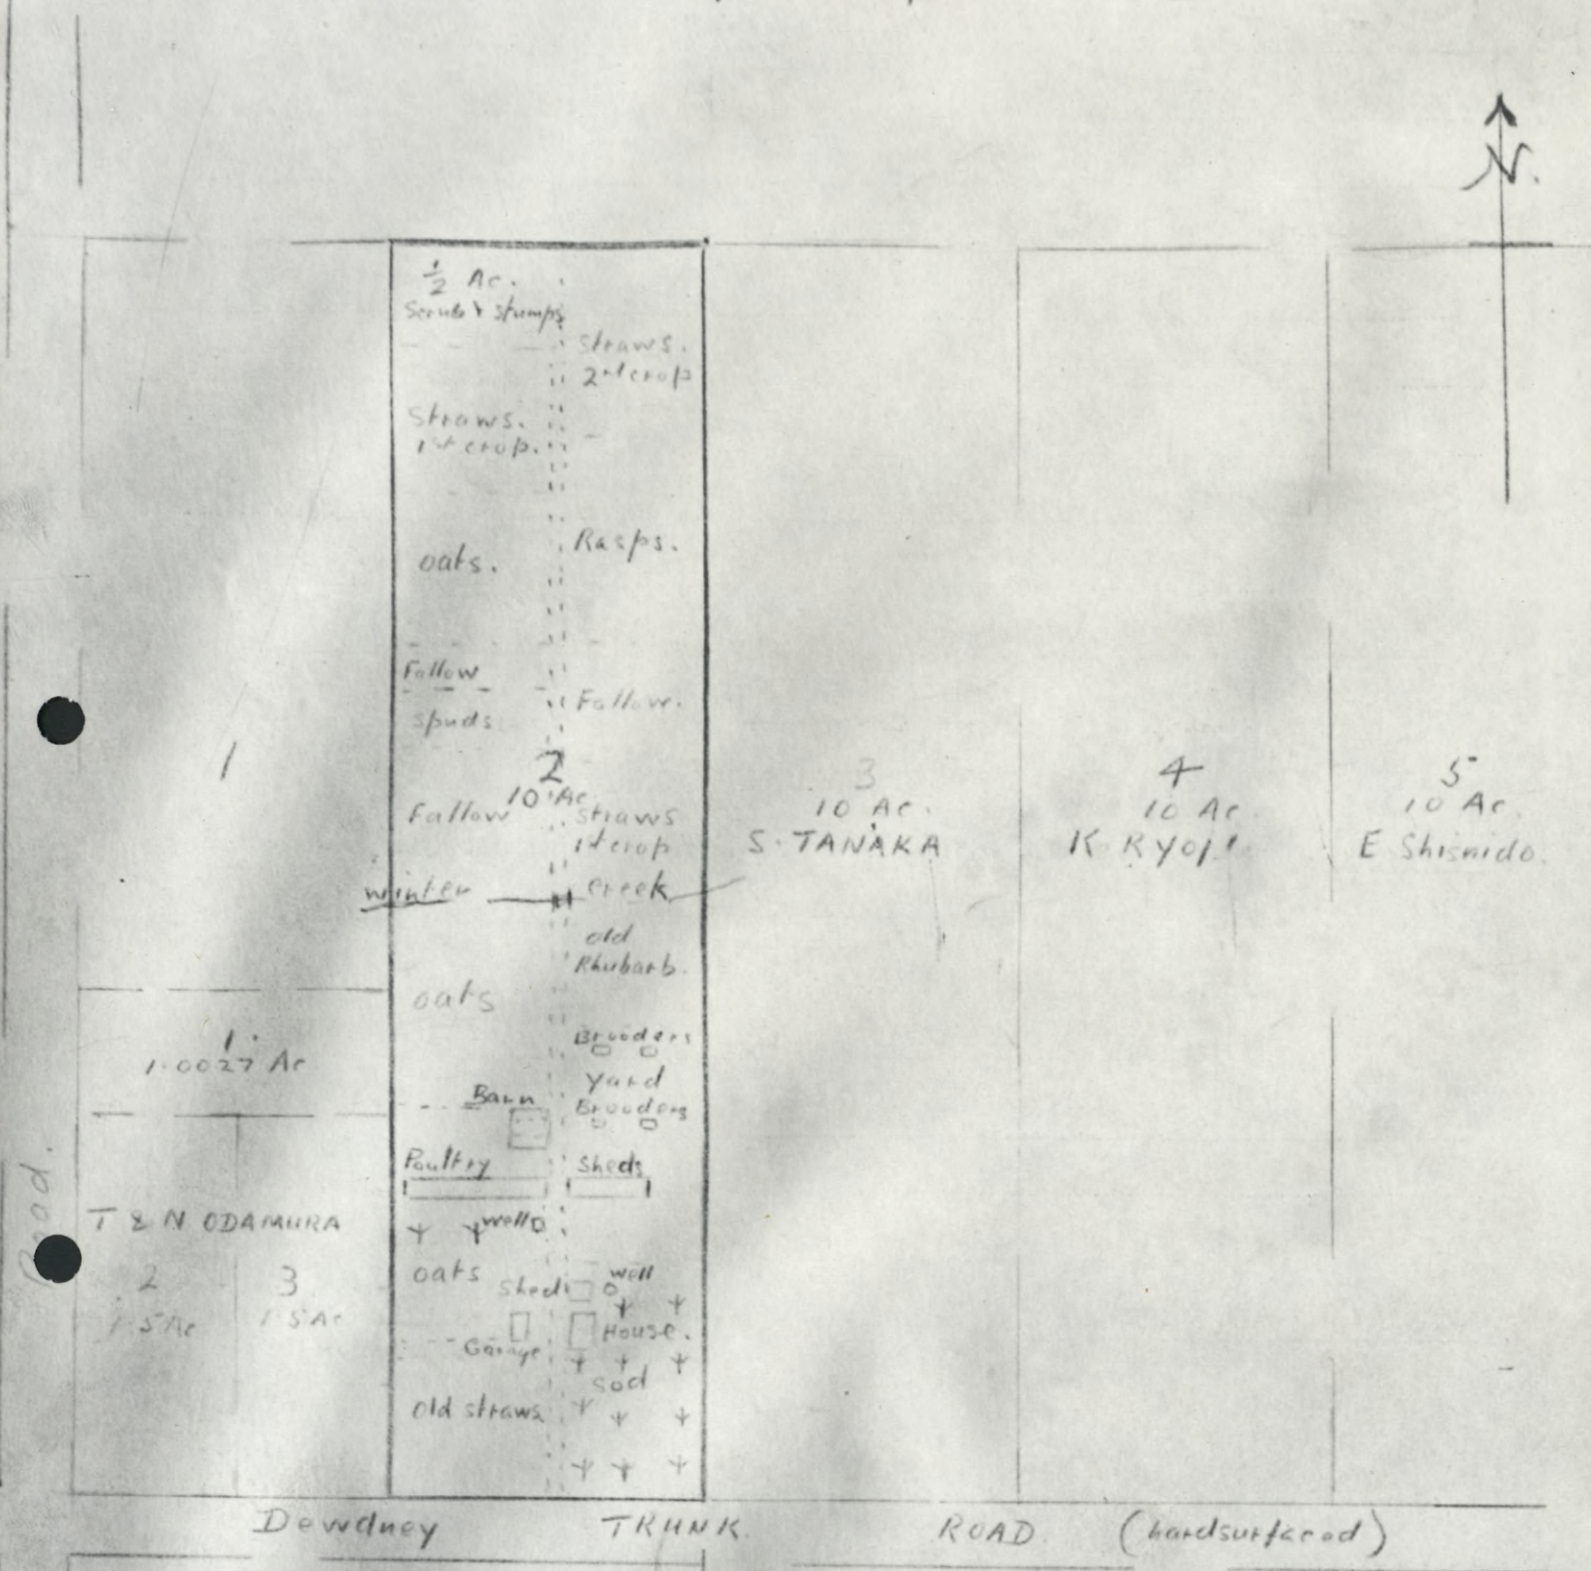 N.
½ Ac.
Scrub & stumps
straws.
2nd crop
Straws.
1st crop.
Rasps.
oats.
Fallow
Fallow.
spuds
1
2
10 Ac
3
10 Ac.
S. TANAKA
4
10 Ac
K. Ryoji
5
10 Ac.
E Shishido.
Fallow
straws
1st crop
winter creek
old
Rhubarb.
oats
Brooders
yard
Brooders
1
1.0027 Ac
Barn
Poultry Sheds
T & N ODAMURA
well
oats
Shed
well
2
1.5 Ac
3
1.5 Ac
House.
Garage
Sod
old straws
Road.
Dewdney TRUNK ROAD (hardsurfaced)